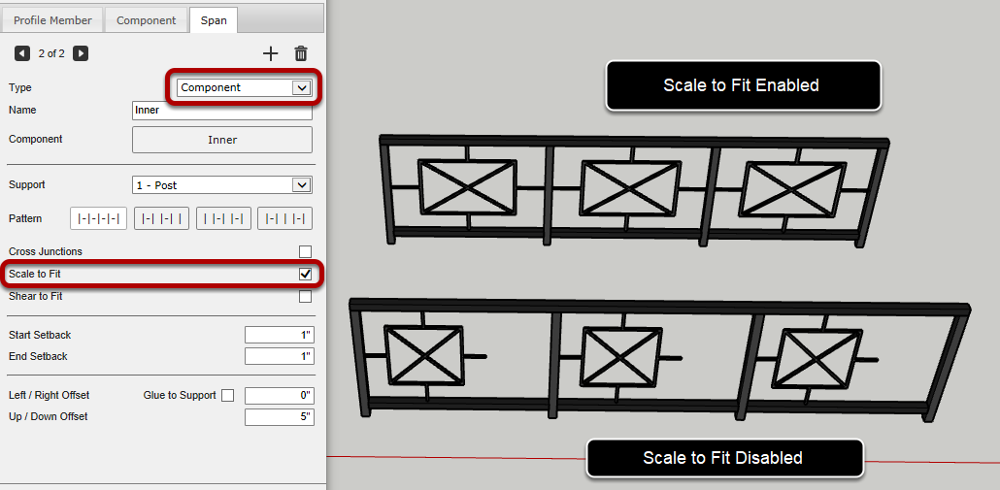 Profile Member Component Span
2 of 2
Type Component
Name Inner
Component Inner
Support 1 - Post
Pattern |-|-|-| |-| |-| | | |-| |-| |-| | |-|
Cross Junctions
Scale to Fit
Shear to Fit
Start Setback 1"
End Setback 1"
Left / Right Offset Glue to Support 0"
Up / Down Offset 5"
Scale to Fit Enabled
Scale to Fit Disabled